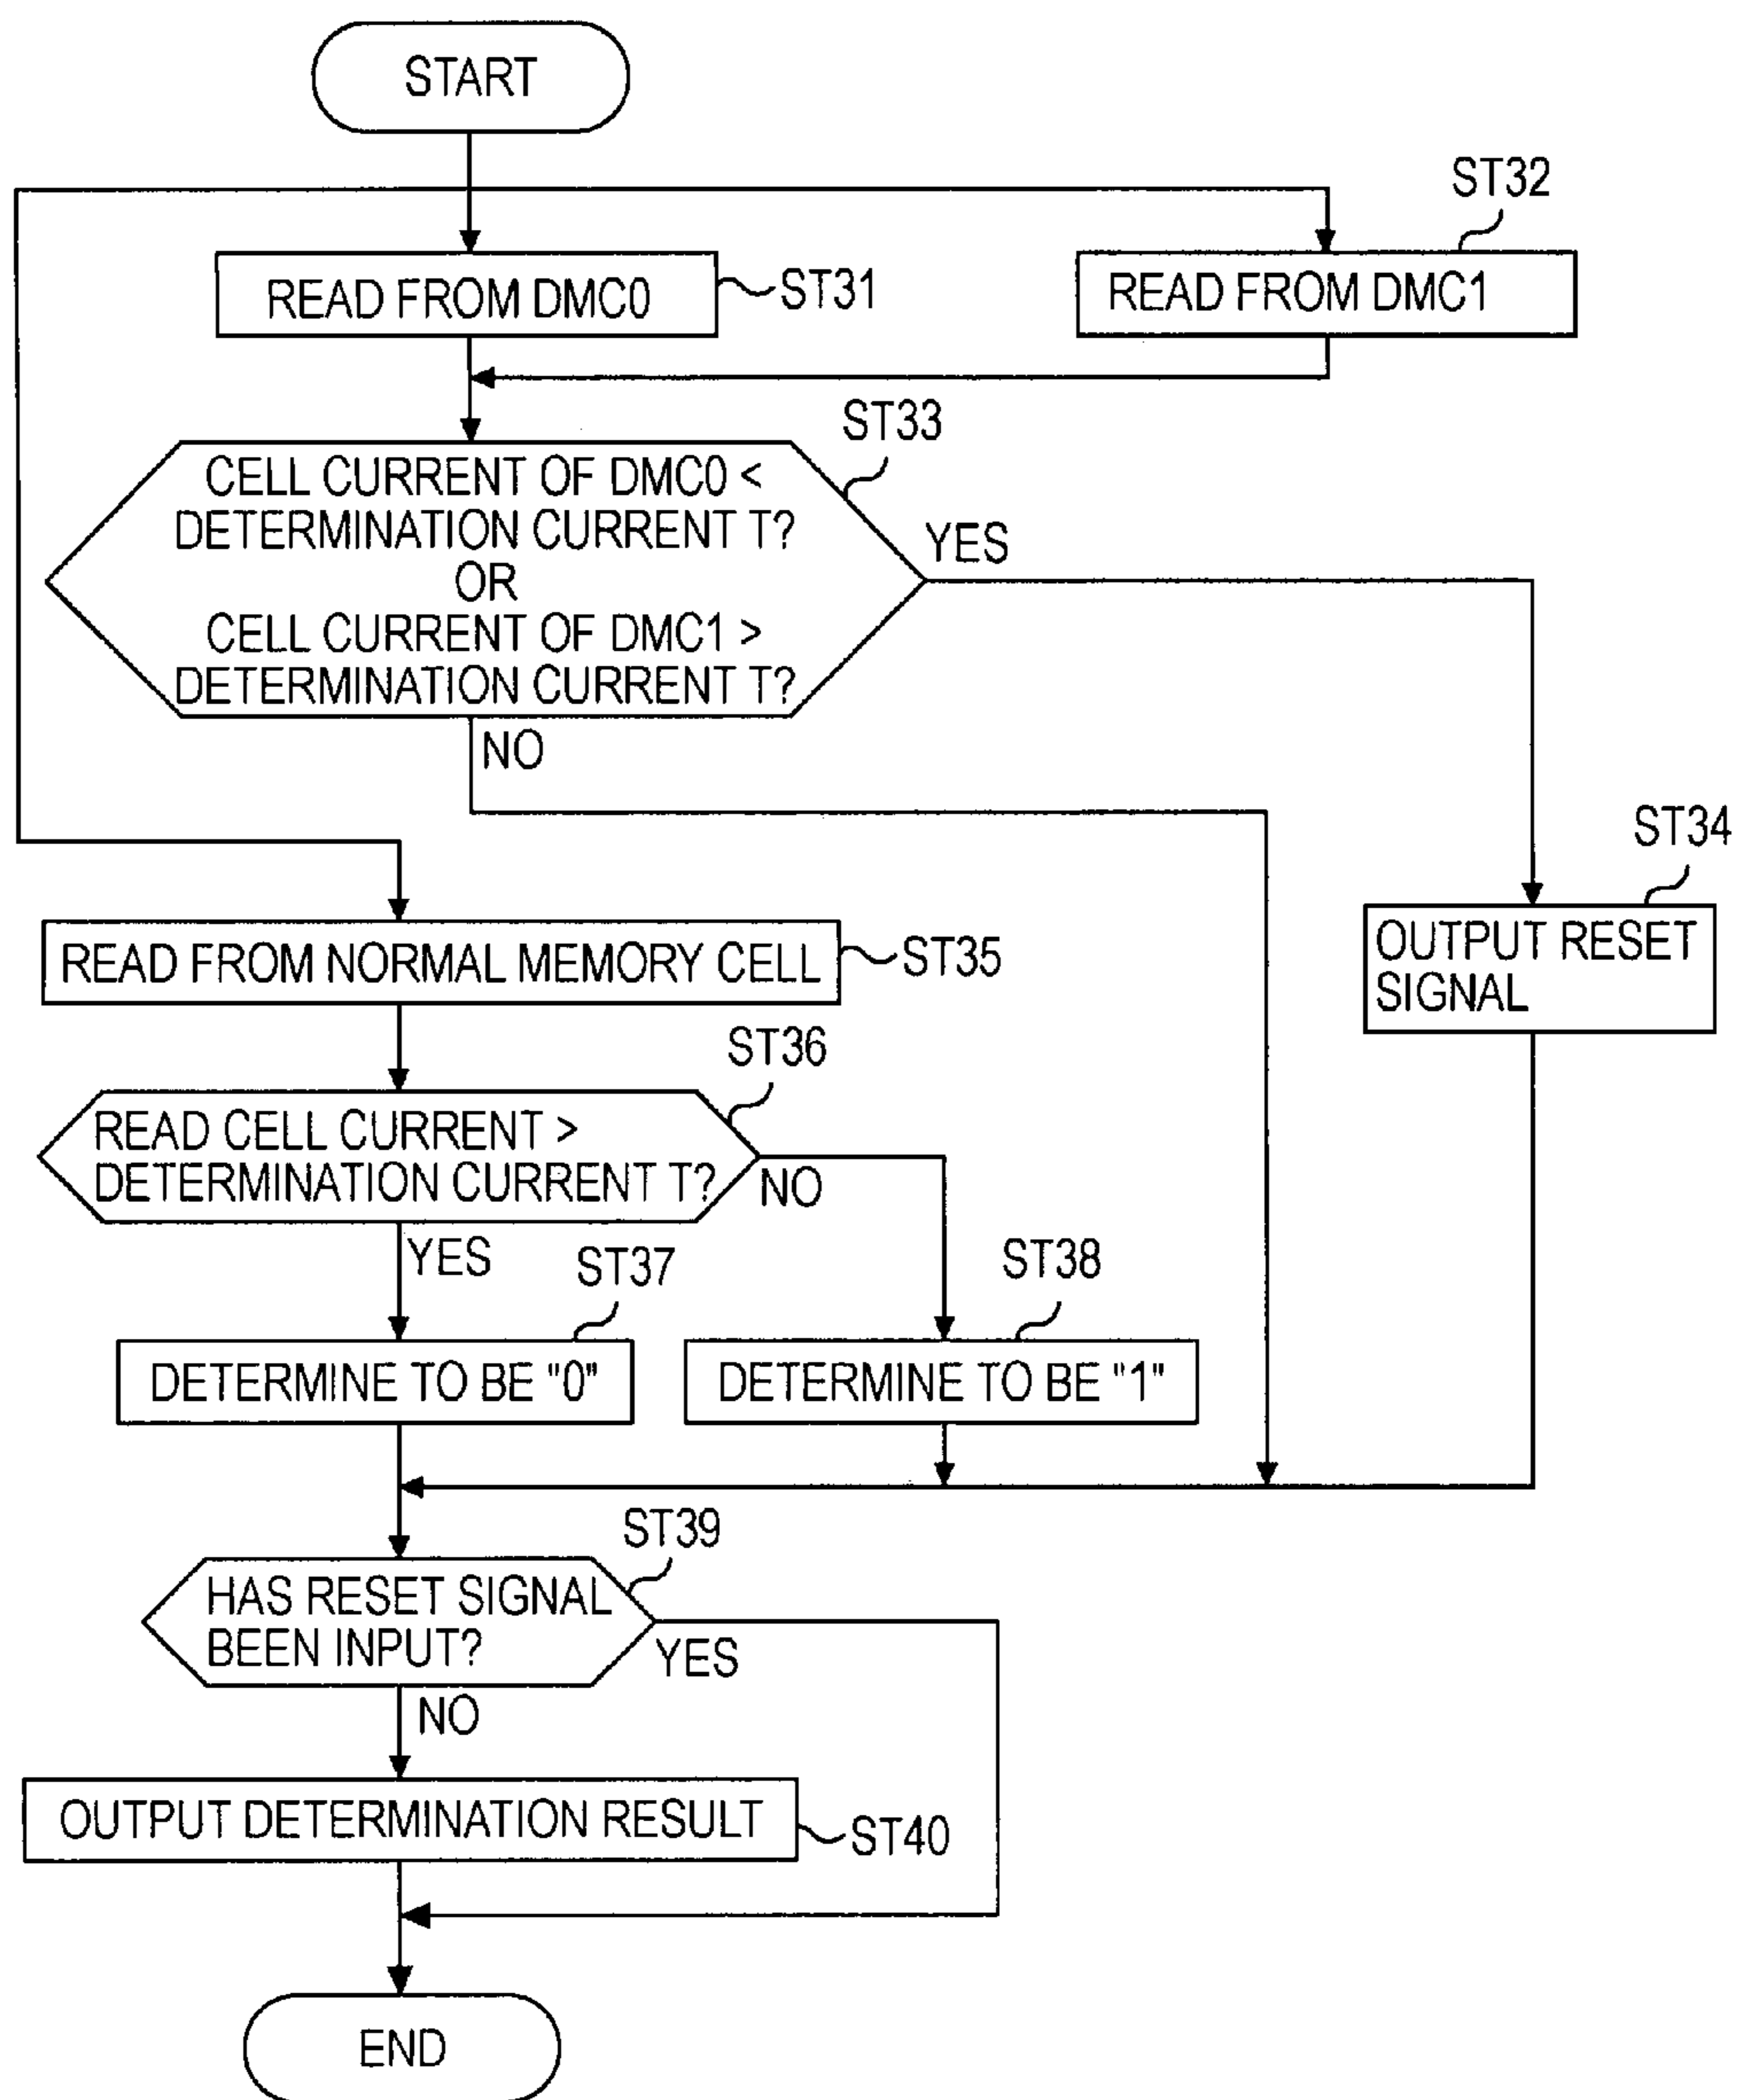 START
ST32
READ FROM DMC0
ST31
READ FROM DMC1
ST33
CELL CURRENT OF DMC0 <
DETERMINATION CURRENT T?
OR
CELL CURRENT OF DMC1 >
DETERMINATION CURRENT T?
YES
NO
ST34
OUTPUT RESET
SIGNAL
READ FROM NORMAL MEMORY CELL
ST35
ST36
READ CELL CURRENT >
DETERMINATION CURRENT T?
NO
YES
ST37
ST38
DETERMINE TO BE "0"
DETERMINE TO BE "1"
ST39
HAS RESET SIGNAL
BEEN INPUT?
YES
NO
OUTPUT DETERMINATION RESULT
ST40
END